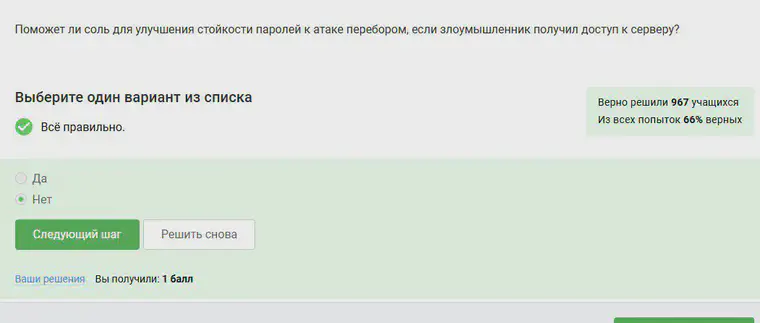 Поможет ли соль для улучшения стойкости паролей к атаке перебором, если злоумышленник получил доступ к серверу?
Выберите один вариант из списка
Верно решили 967 учащихся
Из всех попыток 66% верных
Всё правильно.
Да
Нет
Следующий шаг
Решить снова
Ваши решения Вы получили: 1 балл